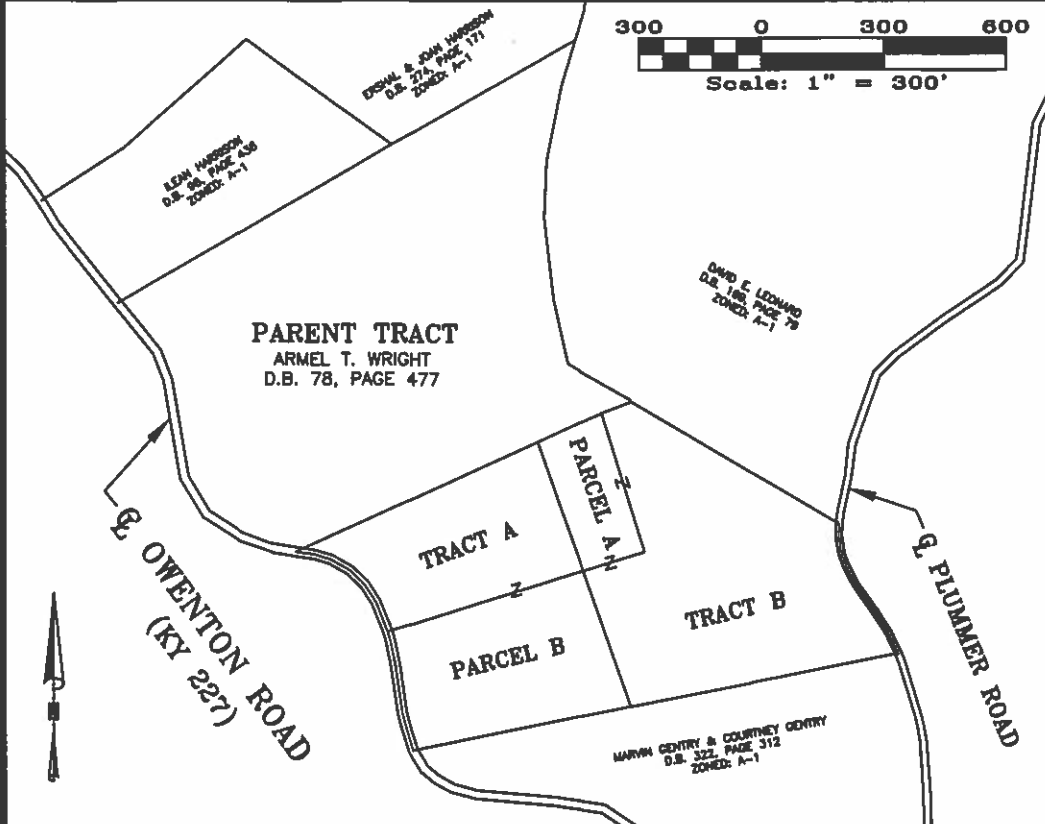 300 0 300 600
Scale: 1" = 300'
ERSHAL & JOAN HARRISON
D.B. 274, PAGE 171
ZONED: A-1
ILEAN HARRISON
D.B. 98, PAGE 436
ZONED: A-1
DAVID E. LEONARD
D.B. 188, PAGE 79
ZONED: A-1
PARENT TRACT
ARMEL T. WRIGHT
D.B. 78, PAGE 477
PARCEL A
TRACT A
Z
Z
Z
PARCEL B
TRACT B
℄ OWENTON ROAD
(KY 227)
℄ PLUMMER ROAD
MARVIN GENTRY & COURTNEY GENTRY
D.B. 322, PAGE 312
ZONED: A-1